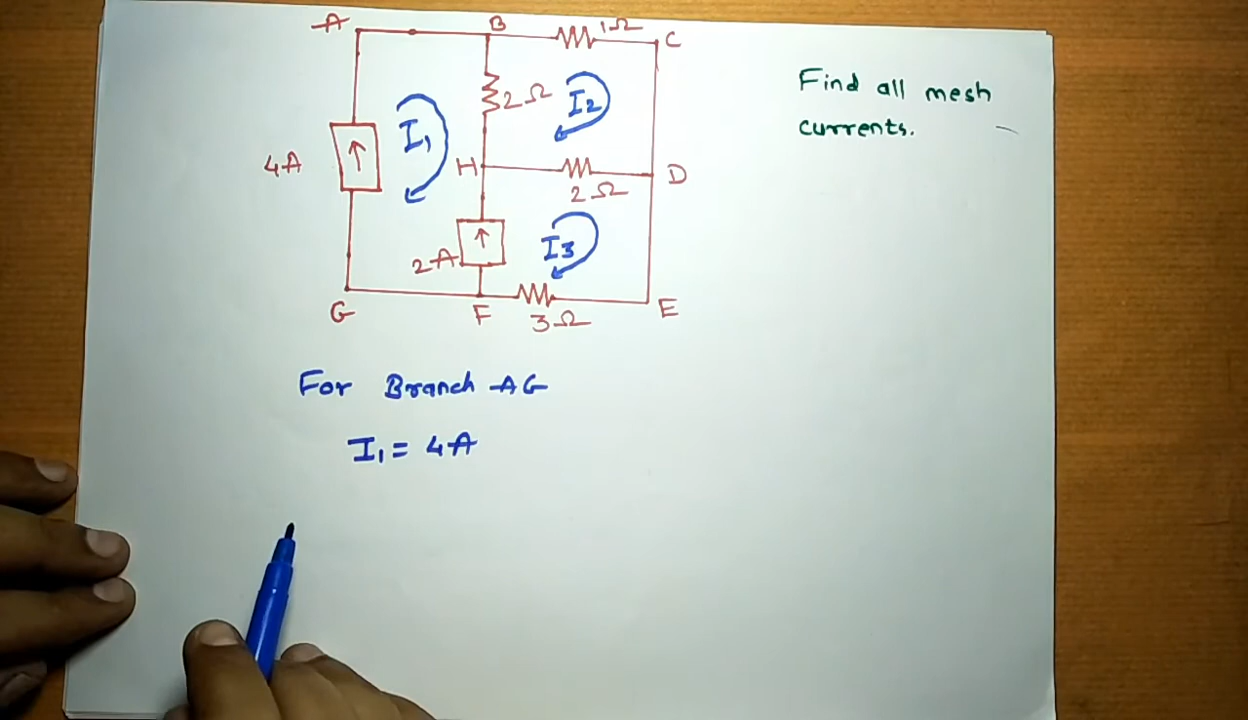 A
B
1Ω
C
2Ω
I2
I1
4A
H
D
2Ω
I3
2A
G
F
3Ω
E
Find all mesh
currents.
For Branch AG
I1 = 4A